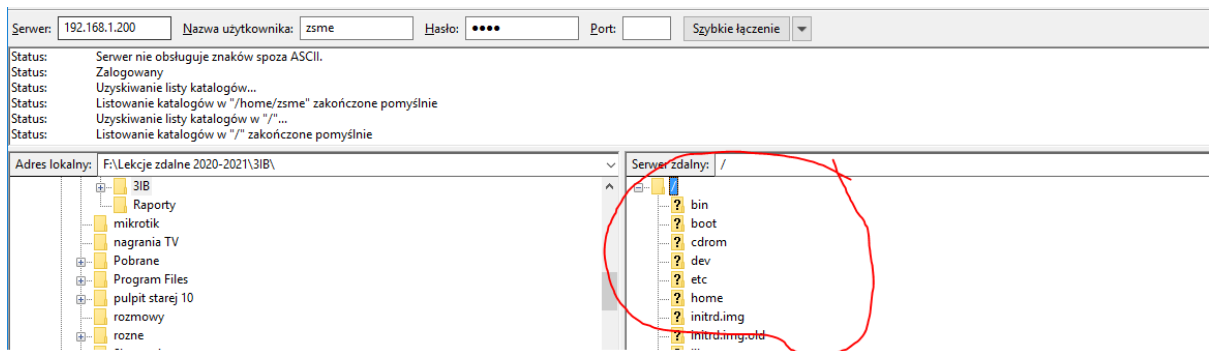 Serwer: 192.168.1.200 Nazwa użytkownika: zsme Hasło: •••• Port: Szybkie łączenie
Status: Serwer nie obsługuje znaków spoza ASCII.
Status: Zalogowany
Status: Uzyskiwanie listy katalogów...
Status: Listowanie katalogów w "/home/zsme" zakończone pomyślnie
Status: Uzyskiwanie listy katalogów w "/"...
Status: Listowanie katalogów w "/" zakończone pomyślnie
Adres lokalny: F:\Lekcje zdalne 2020-2021\3IB\
3IB
Raporty
mikrotik
nagrania TV
Pobrane
Program Files
pulpit starej 10
rozmowy
rozne
Serwer zdalny: /
/
? bin
? boot
? cdrom
? dev
? etc
? home
? initrd.img
? initrd.img.old